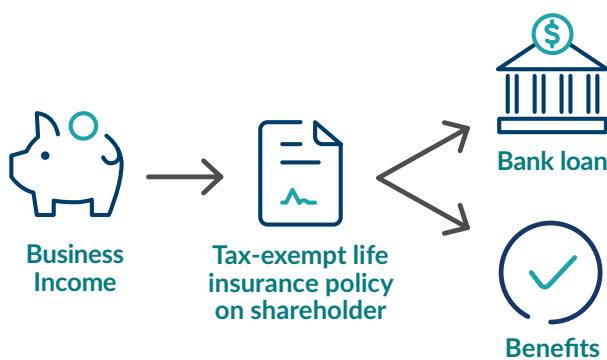 Business
Income
Tax-exempt life
insurance policy
on shareholder
$
Bank loan
Benefits